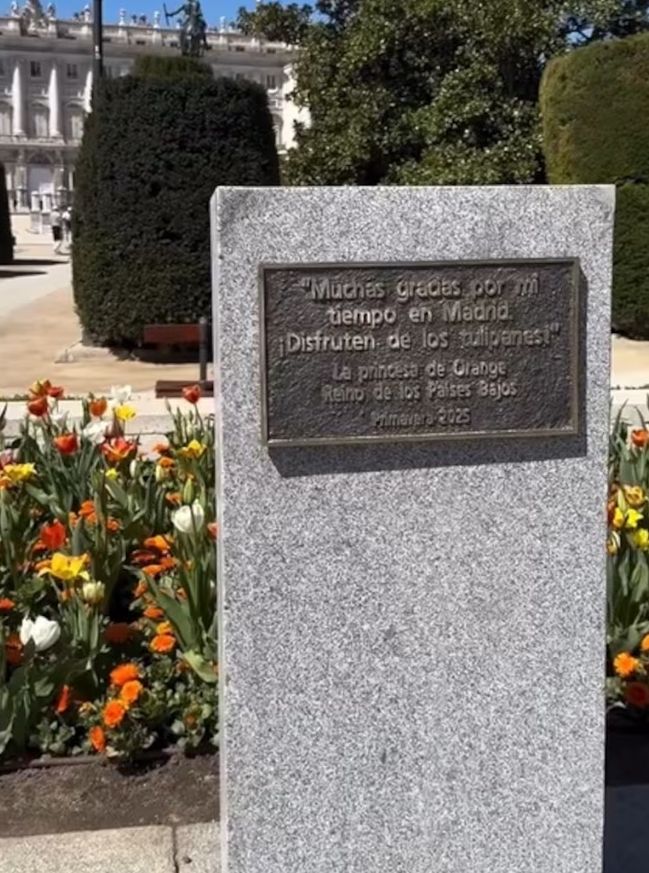 "Muchas gracias por mi
tiempo en Madrid.
¡Disfruten de los tulipanes!"
La princesa de Orange
Reino de los Países Bajos
Primavera 2025